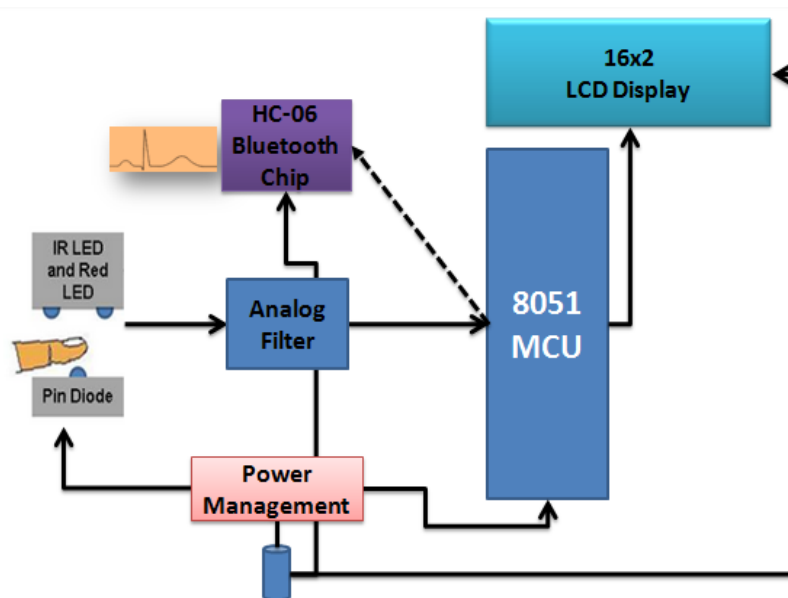 16x2
LCD Display
HC-06
Bluetooth
Chip
IR LED
and Red
LED
Analog
Filter
8051
MCU
Pin Diode
Power
Management